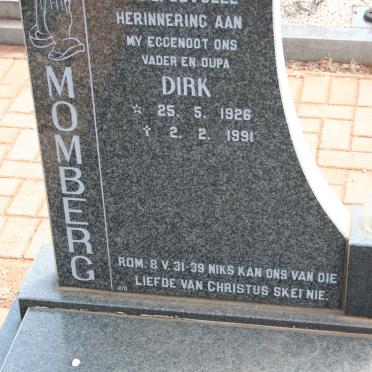 HERINNERING AAN
MY EGGENOOT ONS
VADER EN OUPA
DIRK
☆ 25. 5. 1926
† 2. 2. 1991
MOMBERG
ROM. 8 V. 31-39 NIKS KAN ONS VAN DIE
LIEFDE VAN CHRISTUS SKEI NIE.